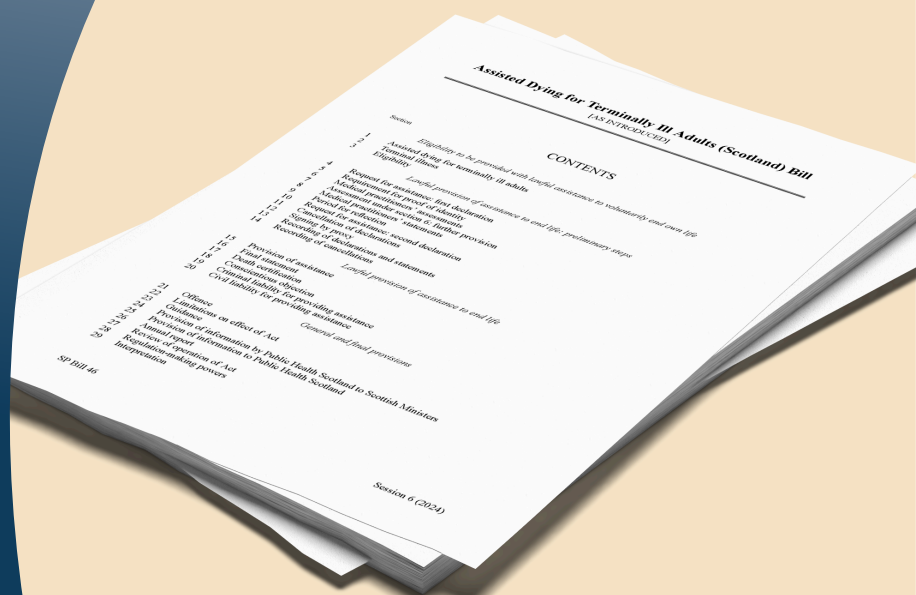 Assisted Dying for Terminally Ill Adults (Scotland) Bill
[AS INTRODUCED]
CONTENTS
Section
Eligibility to be provided with lawful assistance to voluntarily end own life
1 Assisted dying for terminally ill adults
2 Terminal illness
3 Eligibility
Lawful provision of assistance to end life: preliminary steps
4 Request for assistance: first declaration
5 Requirement for proof of identity
6 Medical practitioners' assessments
7 Assessment under section 6: further provision
8 Medical practitioners' statements
9 Period for reflection
10 Request for assistance: second declaration
11 Cancellation of declarations
12 Signing by proxy
13 Recording of declarations and statements
14 Recording of cancellations
Lawful provision of assistance to end life
15 Provision of assistance
16 Final statement
17 Death certification
18 Conscientious objection
19 Criminal liability for providing assistance
20 Civil liability for providing assistance
General and final provisions
21 Offence
22 Limitations on effect of Act
23 Guidance
24 Provision of information by Public Health Scotland to Scottish Ministers
25 Provision of information to Public Health Scotland
26 Annual report
27 Review of operation of Act
28 Regulation-making powers
29 Interpretation
SP Bill 46
Session 6 (2024)